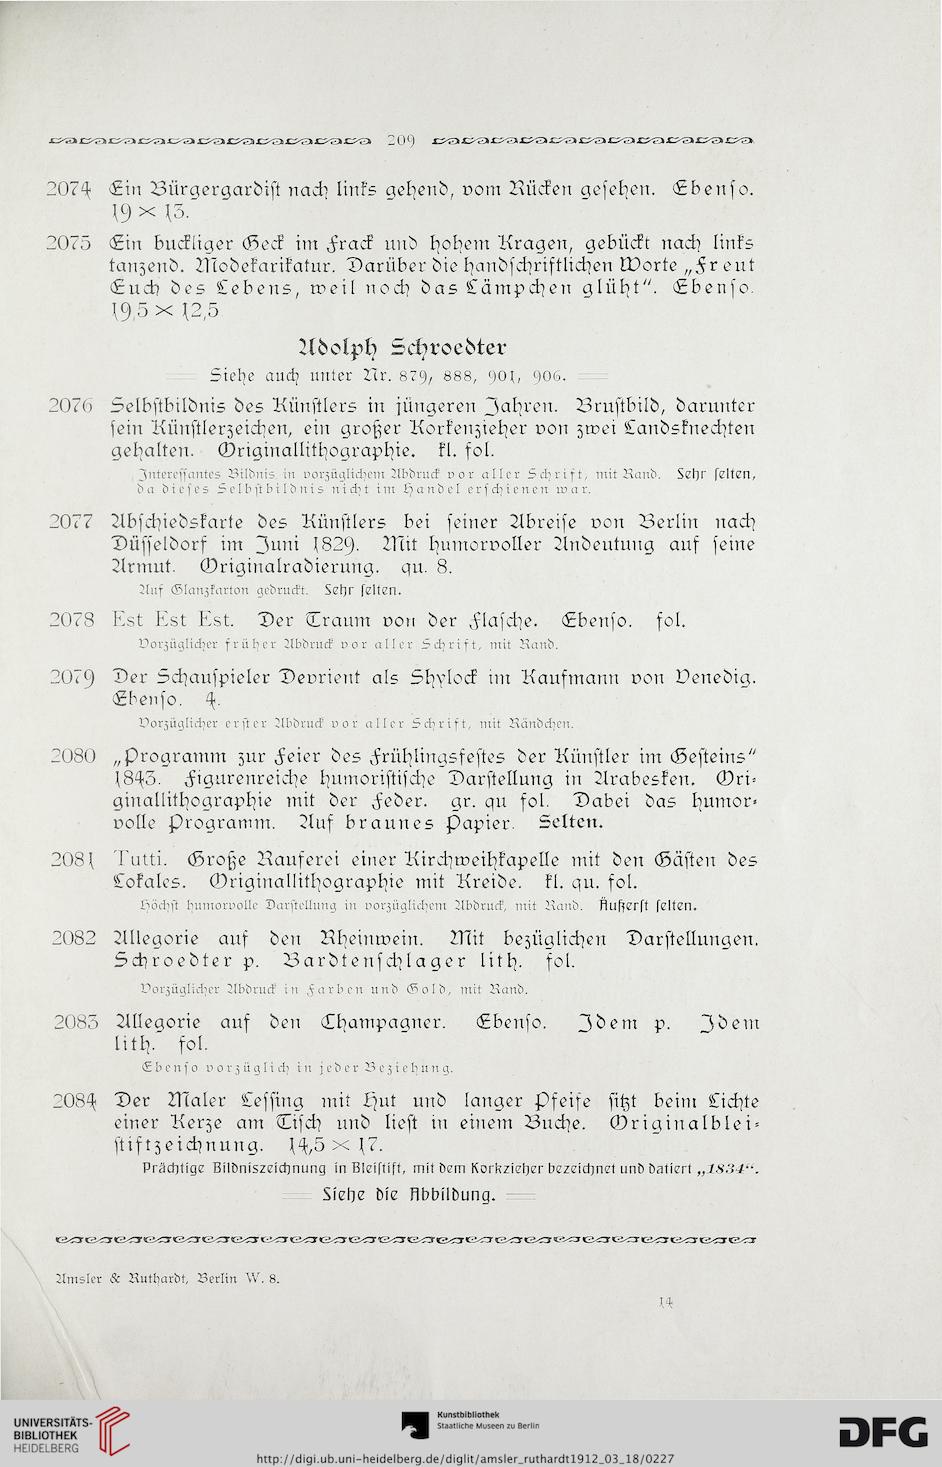 209
2074 Ein Bürgergardist nach links gehend, vom Rücken gesehen. Ebenso.
19 × 13.
2075 Ein buckliger Geck im Frack und hohem Kragen, gebückt nach links
tanzend. Modekarikatur. Darüber die handschriftlichen Worte „Freut
Euch des Lebens, weil noch das Lämpchen glüht“. Ebenso.
19,5 × 12,5
Adolph Schroedter
Siehe auch unter Nr. 879, 888, 901, 906.
2076 Selbstbildnis des Künstlers in jüngeren Jahren. Brustbild, darunter
sein Künstlerzeichen, ein großer Korkenzieher von zwei Landsknechten
gehalten. Originallithographie. kl. fol.
Interessantes Bildnis in vorzüglichem Abdruck vor aller Schrift, mit Rand. Sehr selten,
da dieses Selbstbildnis nicht im Handel erschienen war.
2077 Abschiedskarte des Künstlers bei seiner Abreise von Berlin nach
Düsseldorf im Juni 1829. Mit humorvoller Andeutung auf seine
Armut. Originalradierung. qu. 8.
Auf Glanzkarton gedruckt. Sehr selten.
2078 Est Est Est. Der Traum von der Flasche. Ebenso. fol.
Vorzüglicher früher Abdruck vor aller Schrift, mit Rand.
2079 Der Schauspieler Devrient als Shylock im Kaufmann von Venedig.
Ebenso. 4.
Vorzüglicher erster Abdruck vor aller Schrift, mit Rändchen.
2080 „Programm zur Feier des Frühlingsfestes der Künstler im Gesteins“
1843. Figurenreiche humoristische Darstellung in Arabesken. Ori-
ginallithographie mit der Feder. gr. qu fol. Dabei das humor-
volle Programm. Auf braunes Papier. Selten.
2081 Tutti. Große Rauferei einer Kirchweihkapelle mit den Gästen des
Lokales. Originallithographie mit Kreide. kl. qu. fol.
Höchst humorvolle Darstellung in vorzüglichem Abdruck, mit Rand. Äußerst selten.
2082 Allegorie auf den Rheinwein. Mit bezüglichen Darstellungen.
Schroedter p. Bardtenschlager lith. fol.
Vorzüglicher Abdruck in Farben und Gold, mit Rand.
2083 Allegorie auf den Champagner. Ebenso. Idem p. Idem
lith. fol.
Ebenso vorzüglich in jeder Beziehung.
2084 Der Maler Lessing mit Hut und langer Pfeife sitzt beim Lichte
einer Kerze am Tisch und liest in einem Buche. Originalblei-
stiftzeichnung. 14,5 × 17.
Prächtige Bildniszeichnung in Bleistift, mit dem Korkzieher bezeichnet und datiert „1834“.
Siehe die Abbildung.
Amsler & Ruthardt, Berlin W. 8.
14
UNIVERSITÄTS-
BIBLIOTHEK
HEIDELBERG
Kunstbibliothek
Staatliche Museen zu Berlin
DFG
http://digi.ub.uni-heidelberg.de/diglit/amsler_ruthardt1912_03_18/0227